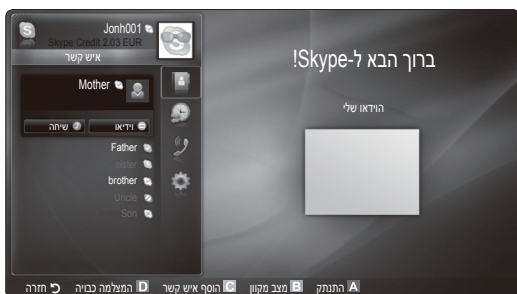 Jonh001
Skype Credit 2.03 EUR
איש קשר
Mother
וידיאו
שיחה
Father
sister
brother
Uncle
Son
ברוך הבא ל-Skype!
הוידאו שלי
A התנתק B מצב מקוון C הוסף איש קשר D המצלמה כבויה חזרה